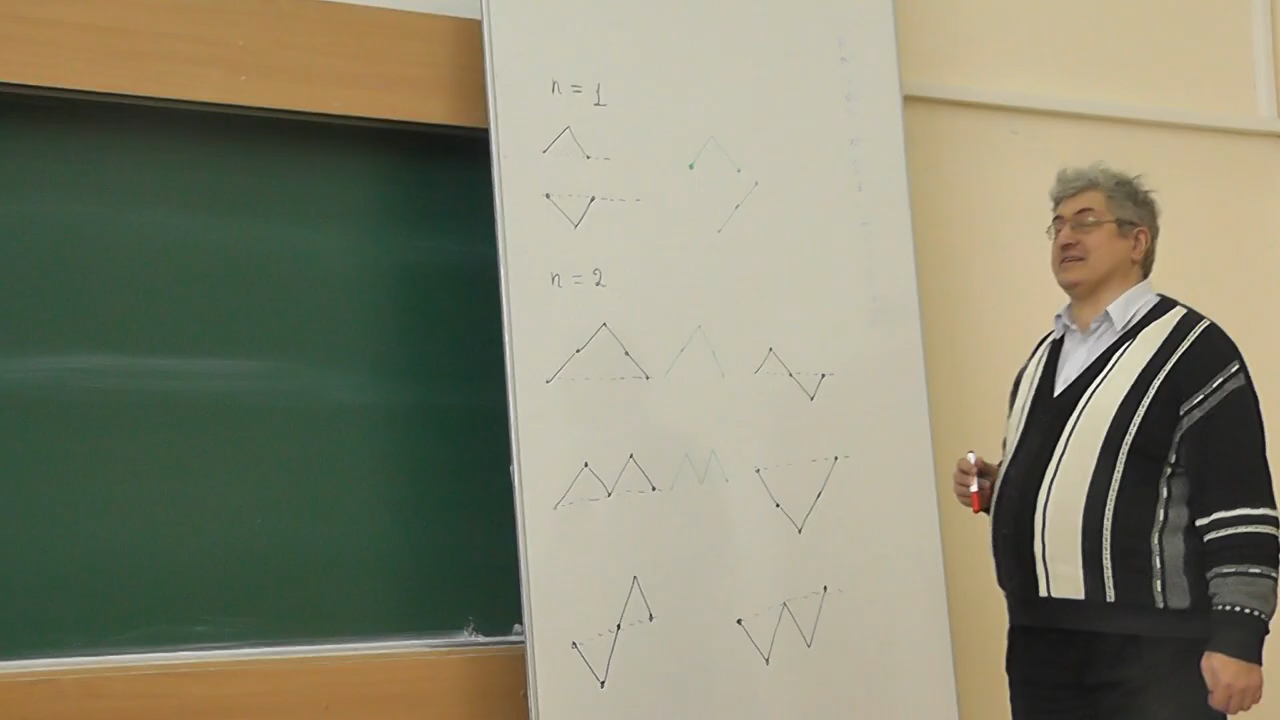 n = 1
n = 2